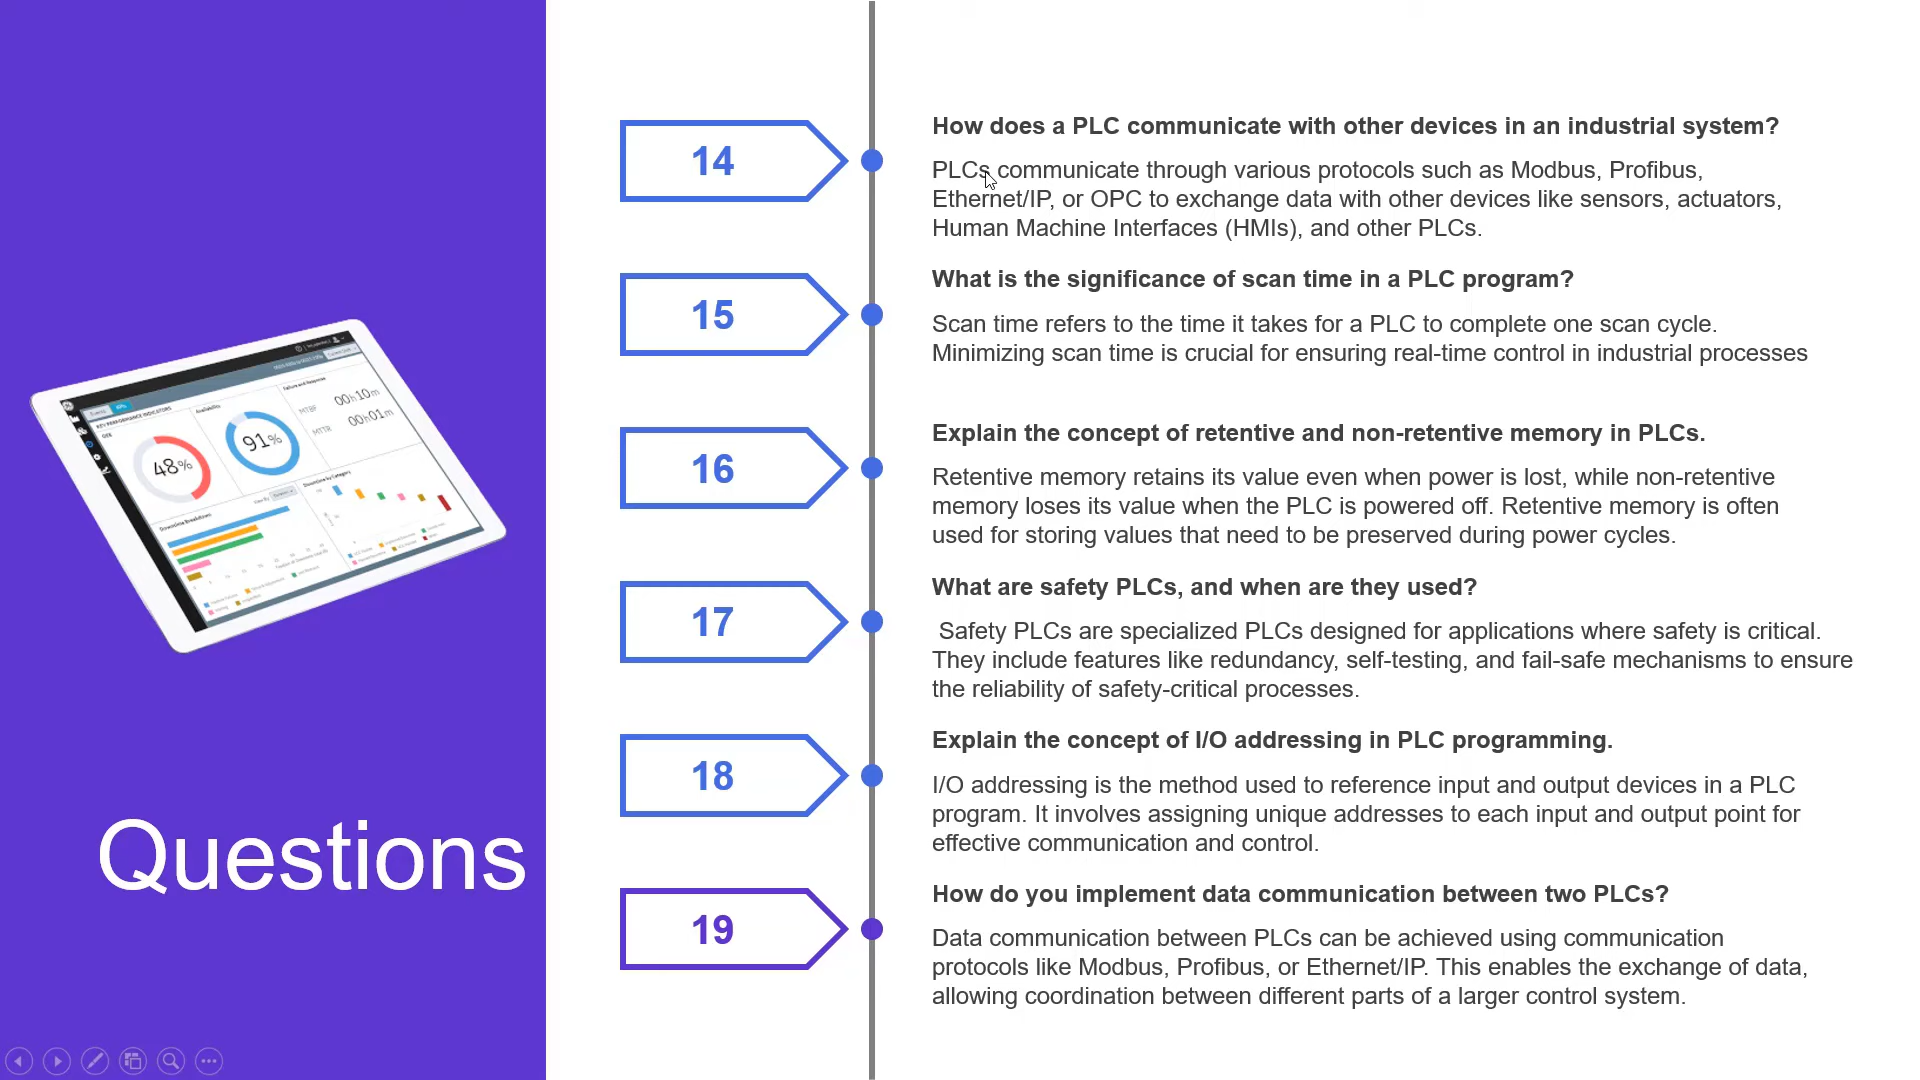 48%
91%
MTBF
00h10m
MTTR
00h01m
Questions
14
How does a PLC communicate with other devices in an industrial system?
PLCs communicate through various protocols such as Modbus, Profibus,
Ethernet/IP, or OPC to exchange data with other devices like sensors, actuators,
Human Machine Interfaces (HMIs), and other PLCs.
15
What is the significance of scan time in a PLC program?
Scan time refers to the time it takes for a PLC to complete one scan cycle.
Minimizing scan time is crucial for ensuring real-time control in industrial processes
16
Explain the concept of retentive and non-retentive memory in PLCs.
Retentive memory retains its value even when power is lost, while non-retentive
memory loses its value when the PLC is powered off. Retentive memory is often
used for storing values that need to be preserved during power cycles.
17
What are safety PLCs, and when are they used?
Safety PLCs are specialized PLCs designed for applications where safety is critical.
They include features like redundancy, self-testing, and fail-safe mechanisms to ensure
the reliability of safety-critical processes.
18
Explain the concept of I/O addressing in PLC programming.
I/O addressing is the method used to reference input and output devices in a PLC
program. It involves assigning unique addresses to each input and output point for
effective communication and control.
19
How do you implement data communication between two PLCs?
Data communication between PLCs can be achieved using communication
protocols like Modbus, Profibus, or Ethernet/IP. This enables the exchange of data,
allowing coordination between different parts of a larger control system.